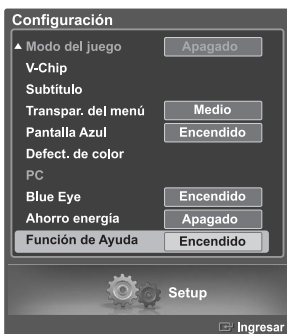 Configuración
Modo del juego Apagado
V-Chip
Subtítulo
Transpar. del menú Medio
Pantalla Azul Encendido
Defect. de color
PC
Blue Eye Encendido
Ahorro energía Apagado
Función de Ayuda Encendido
Setup
Ingresar